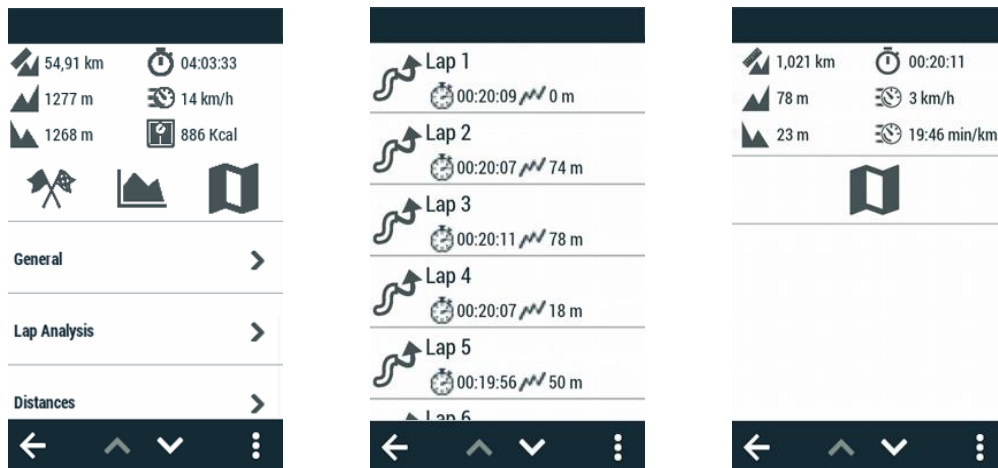 54,91 km 04:03:33
1277 m 14 km/h
1268 m 886 Kcal
General
Lap Analysis
Distances
Lap 1
00:20:09 0 m
Lap 2
00:20:07 74 m
Lap 3
00:20:11 78 m
Lap 4
00:20:07 18 m
Lap 5
00:19:56 50 m
Lap 6
1,021 km 00:20:11
78 m 3 km/h
23 m 19:46 min/km